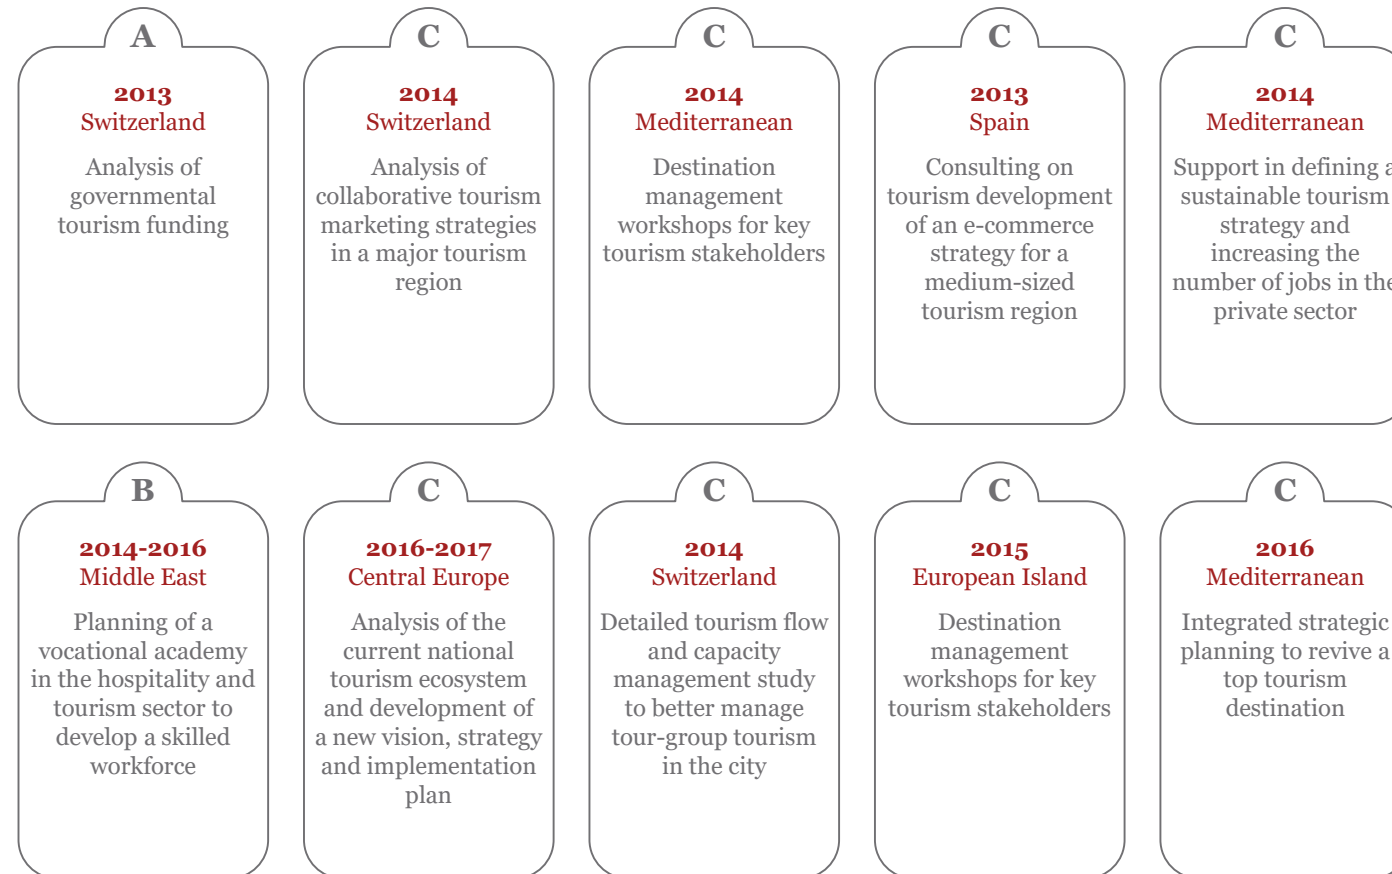 A
2013
Switzerland
Analysis of
governmental
tourism funding
C
2014
Switzerland
Analysis of
collaborative tourism
marketing strategies
in a major tourism
region
C
2014
Mediterranean
Destination
management
workshops for key
tourism stakeholders
C
2013
Spain
Consulting on
tourism development
of an e-commerce
strategy for a
medium-sized
tourism region
C
2014
Mediterranean
Support in defining a
sustainable tourism
strategy and
increasing the
number of jobs in the
private sector
B
2014-2016
Middle East
Planning of a
vocational academy
in the hospitality and
tourism sector to
develop a skilled
workforce
C
2016-2017
Central Europe
Analysis of the
current national
tourism ecosystem
and development of
a new vision, strategy
and implementation
plan
C
2014
Switzerland
Detailed tourism flow
and capacity
management study
to better manage
tour-group tourism
in the city
C
2015
European Island
Destination
management
workshops for key
tourism stakeholders
C
2016
Mediterranean
Integrated strategic
planning to revive a
top tourism
destination